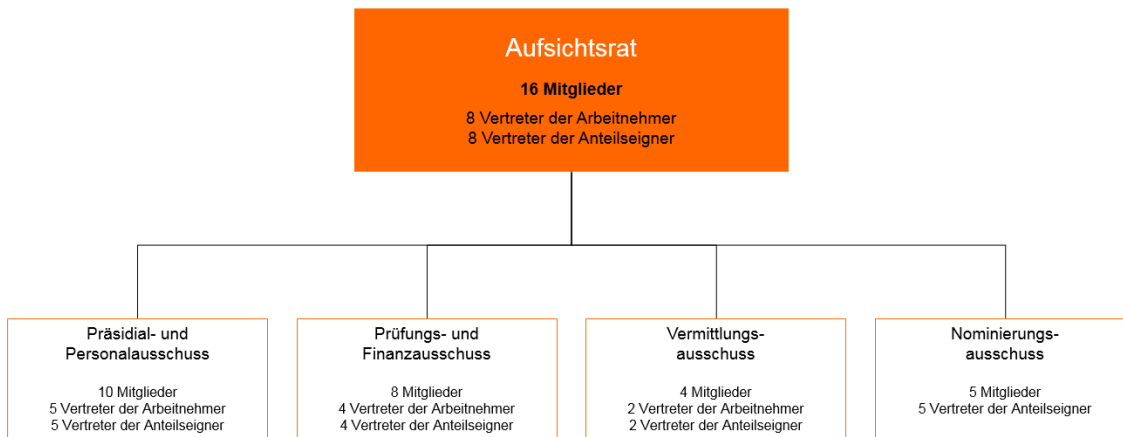 Aufsichtsrat
16 Mitglieder
8 Vertreter der Arbeitnehmer
8 Vertreter der Anteilseigner
Präsidial- und
Personalausschuss
10 Mitglieder
5 Vertreter der Arbeitnehmer
5 Vertreter der Anteilseigner
Prüfungs- und
Finanzausschuss
8 Mitglieder
4 Vertreter der Arbeitnehmer
4 Vertreter der Anteilseigner
Vermittlungs-
ausschuss
4 Mitglieder
2 Vertreter der Arbeitnehmer
2 Vertreter der Anteilseigner
Nominierungs-
ausschuss
5 Mitglieder
5 Vertreter der Anteilseigner